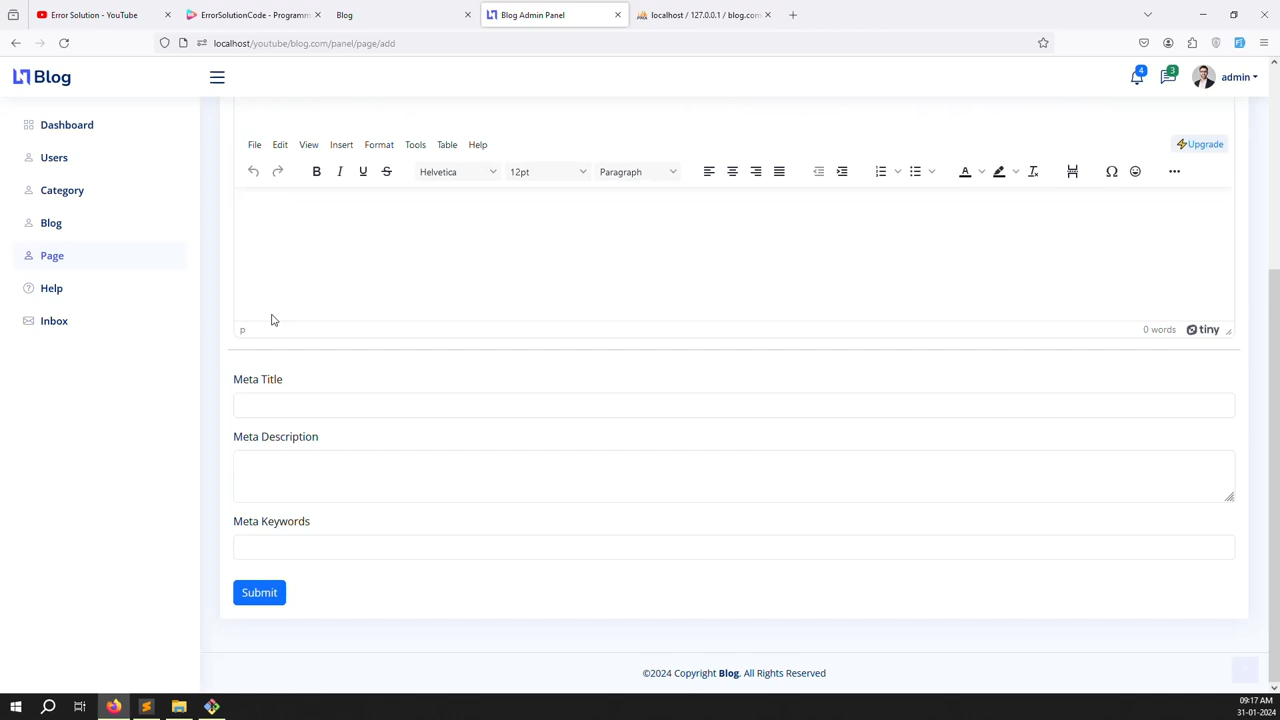 Error Solution - YouTube
ErrorSolutionCode - Programm
Blog
Blog Admin Panel
localhost / 127.0.0.1 / blog.com
localhost/youtube/blog.com/panel/page/add
Blog
4
3
admin
Dashboard
Users
Category
Blog
Page
Help
Inbox
File Edit View Insert Format Tools Table Help
Upgrade
B I U S Helvetica 12pt Paragraph
p
0 words
tiny
Meta Title
Meta Description
Meta Keywords
Submit
©2024 Copyright Blog. All Rights Reserved
09:17 AM
31-01-2024